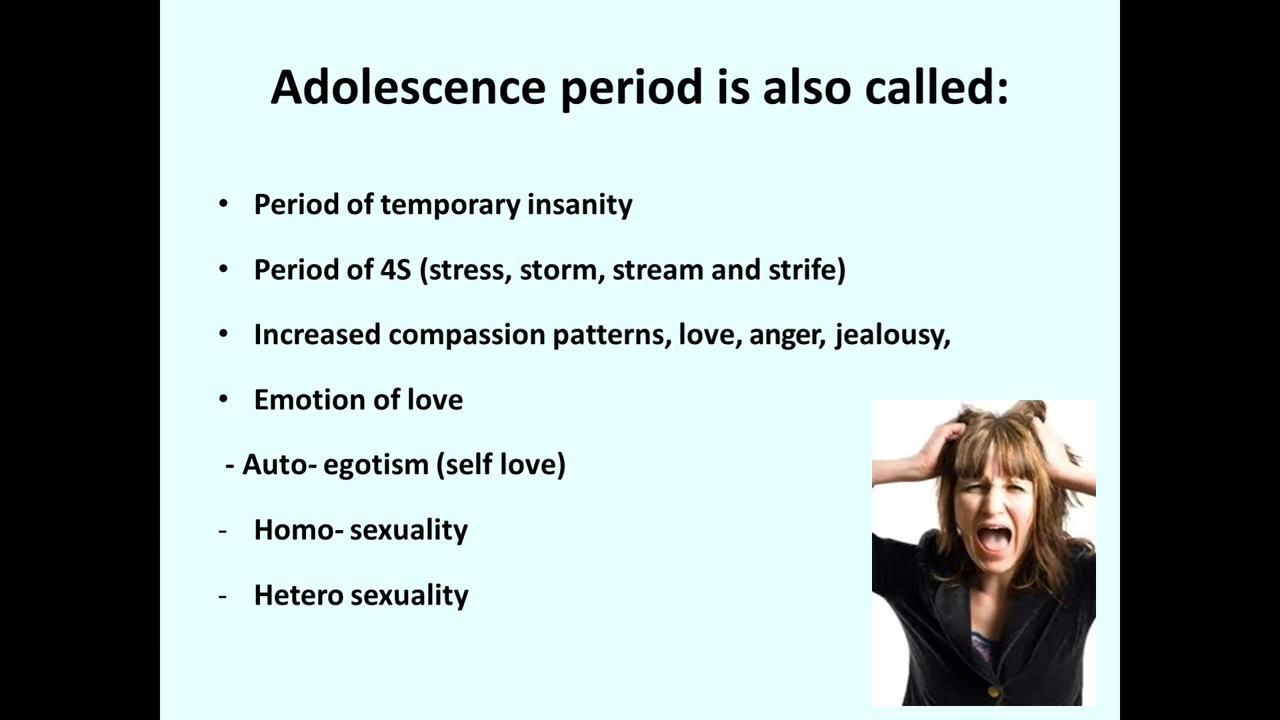 Adolescence period is also called:
• Period of temporary insanity
• Period of 4S (stress, storm, stream and strife)
• Increased compassion patterns, love, anger, jealousy,
• Emotion of love
- Auto- egotism (self love)
- Homo- sexuality
- Hetero sexuality